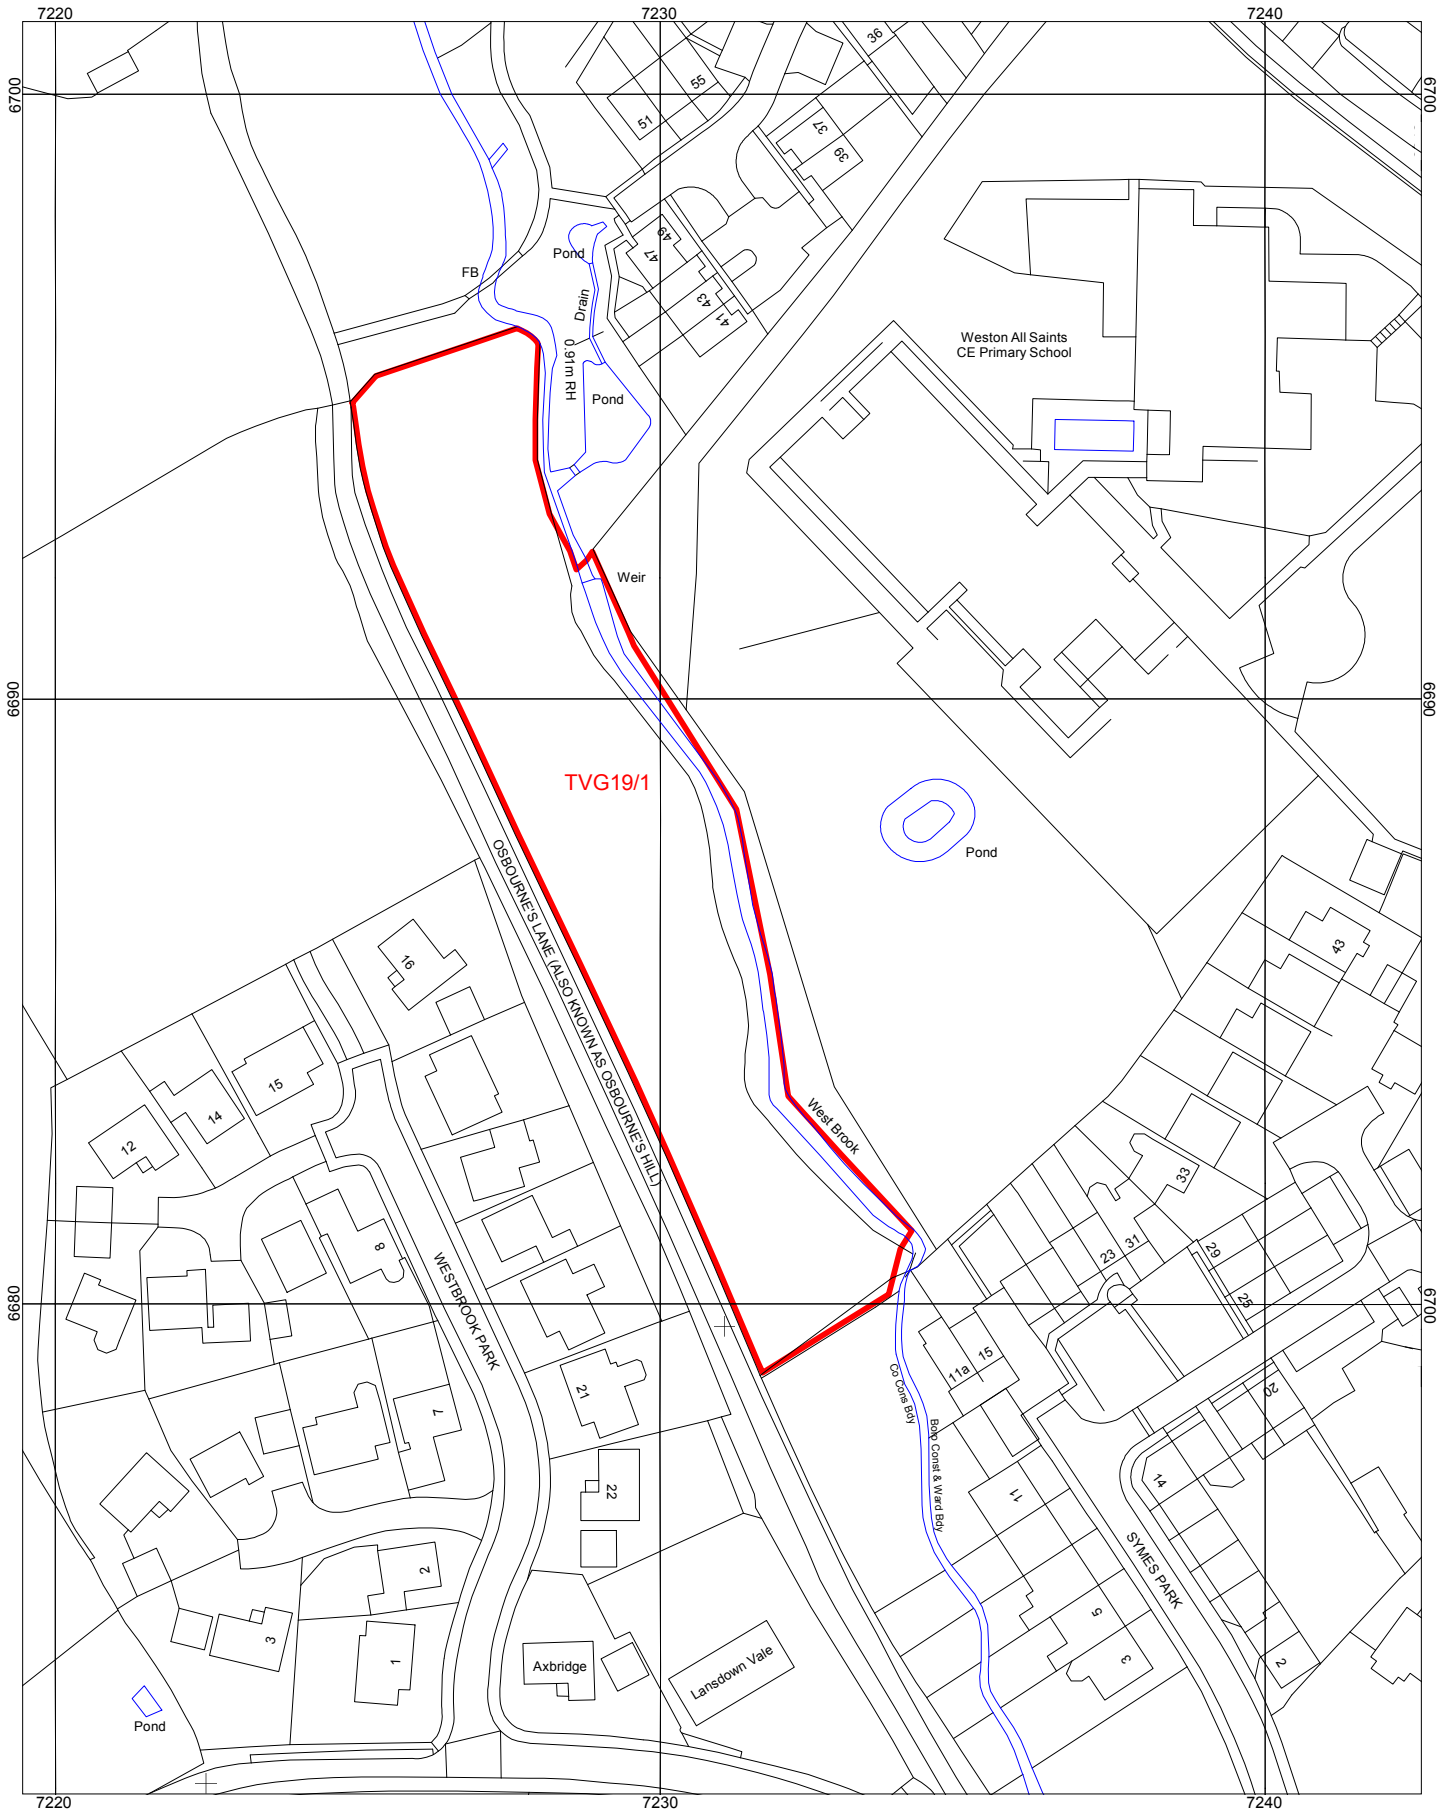 7220
7230
7240
6700
6700
36
55
51
37
39
49
47
43
41
Pond
FB
Drain
0.91m RH
Pond
Weston All Saints
CE Primary School
Weir
6690
6690
TVG19/1
Pond
OSBOURNE'S LANE (ALSO KNOWN AS OSBOURNE'S HILL)
16
15
14
12
43
West Brook
33
31
23
29
25
8
WESTBROOK PARK
6680
6700
21
7
15
11a
20
Co Cons Bdy
Boro Const & Ward Bdy
14
11
22
SYMES PARK
2
3
1
5
3
2
Axbridge
Lansdown Vale
Pond
7220
7230
7240